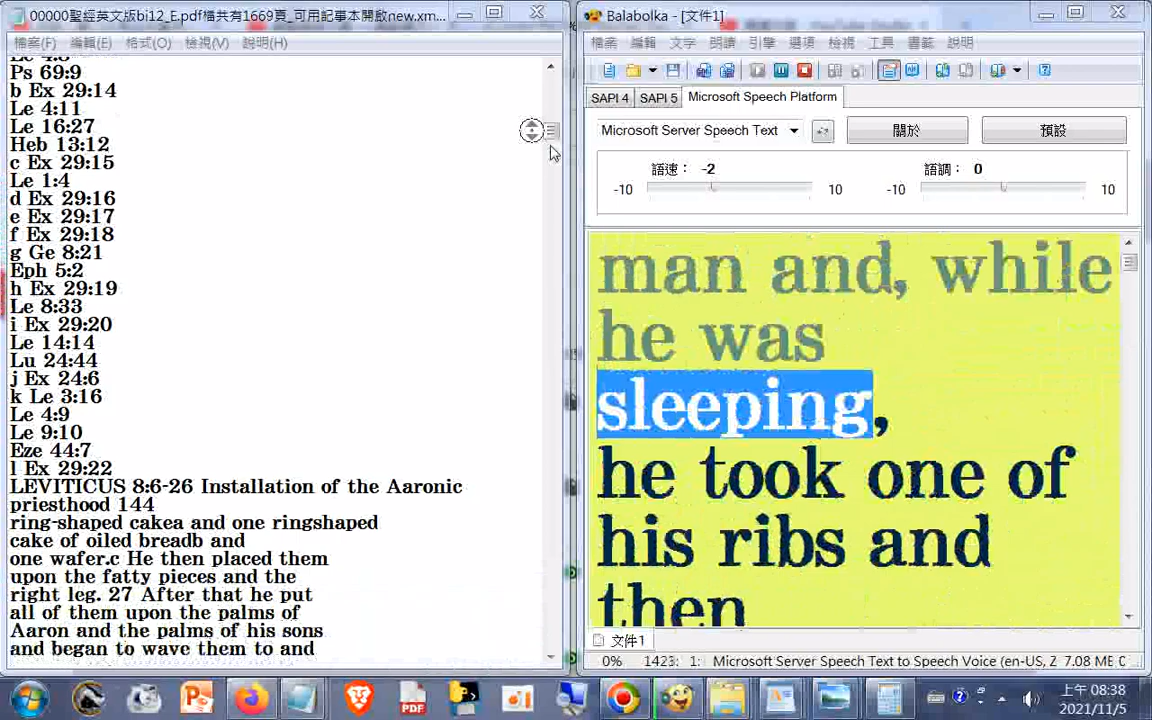 00000聖經英文版bi12_E.pdf檔共有1669頁_可用記事本開啟new.xm...
檔案(F) 編輯(E) 格式(O) 檢視(V) 說明(H)
Ps 69:9
b Ex 29:14
Le 4:11
Le 16:27
Heb 13:12
c Ex 29:15
Le 1:4
d Ex 29:16
e Ex 29:17
f Ex 29:18
g Ge 8:21
Eph 5:2
h Ex 29:19
Le 8:33
i Ex 29:20
Le 14:14
Lu 24:44
j Ex 24:6
k Le 3:16
Le 4:9
Le 9:10
Eze 44:7
l Ex 29:22
LEVITICUS 8:6-26 Installation of the Aaronic
priesthood 144
ring-shaped cakea and one ringshaped
cake of oiled breadb and
one wafer.c He then placed them
upon the fatty pieces and the
right leg. 27 After that he put
all of them upon the palms of
Aaron and the palms of his sons
and began to wave them to and
Balabolka - [文件1]
檔案 編輯 文字 朗讀 引擎 選項 檢視 工具 書籤 說明
SAPI 4 SAPI 5 Microsoft Speech Platform
Microsoft Server Speech Text 關於 預設
語速： -2 語調： 0
-10 10 -10 10
man and, while
he was
sleeping,
he took one of
his ribs and
then
文件1
0% 1423: 1: Microsoft Server Speech Text to Speech Voice (en-US, Z 7.08 MB
上午 08:38
2021/11/5